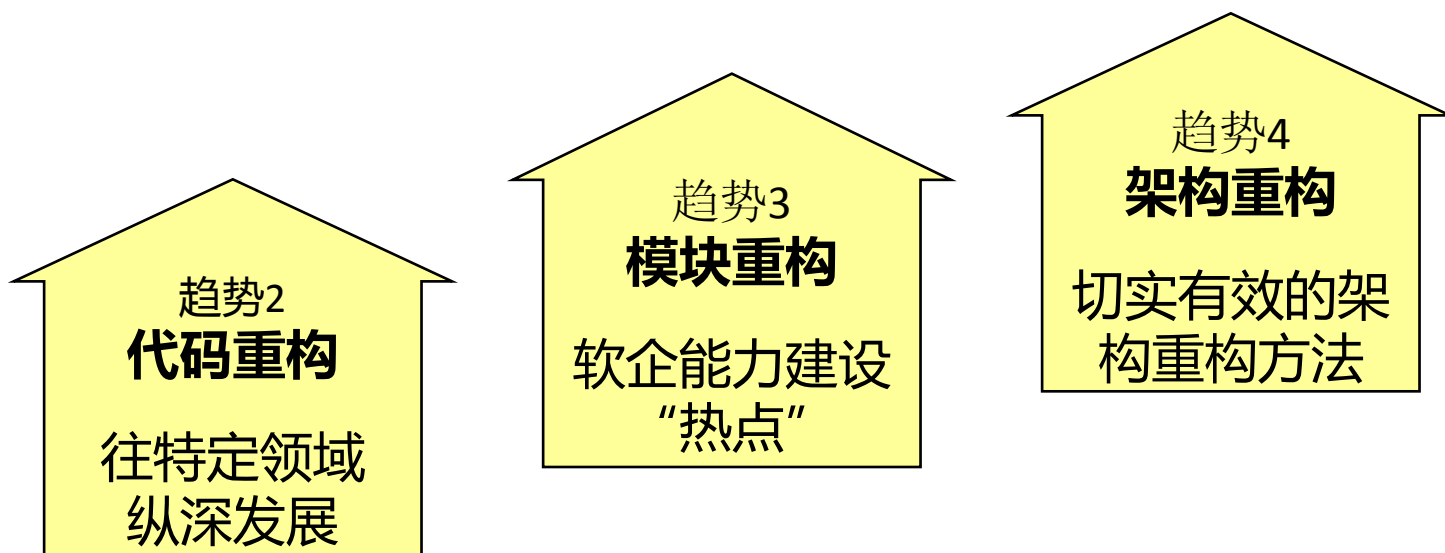 趋势2
代码重构
往特定领域
纵深发展
趋势3
模块重构
软企能力建设
“热点”
趋势4
架构重构
切实有效的架
构重构方法